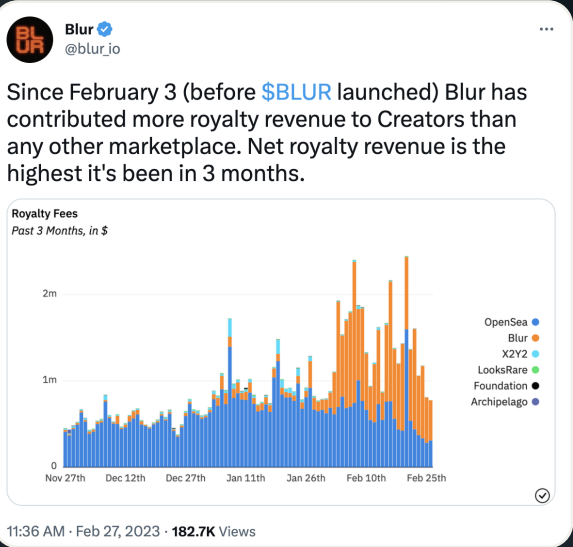 BL
UR
Blur
@blur_io
Since February 3 (before $BLUR launched) Blur has
contributed more royalty revenue to Creators than
any other marketplace. Net royalty revenue is the
highest it's been in 3 months.
Royalty Fees
Past 3 Months, in $
2m
1m
0
OpenSea
Blur
X2Y2
LooksRare
Foundation
Archipelago
Nov 27th Dec 12th Dec 27th Jan 11th Jan 26th Feb 10th Feb 25th
11:36 AM · Feb 27, 2023 · 182.7K Views